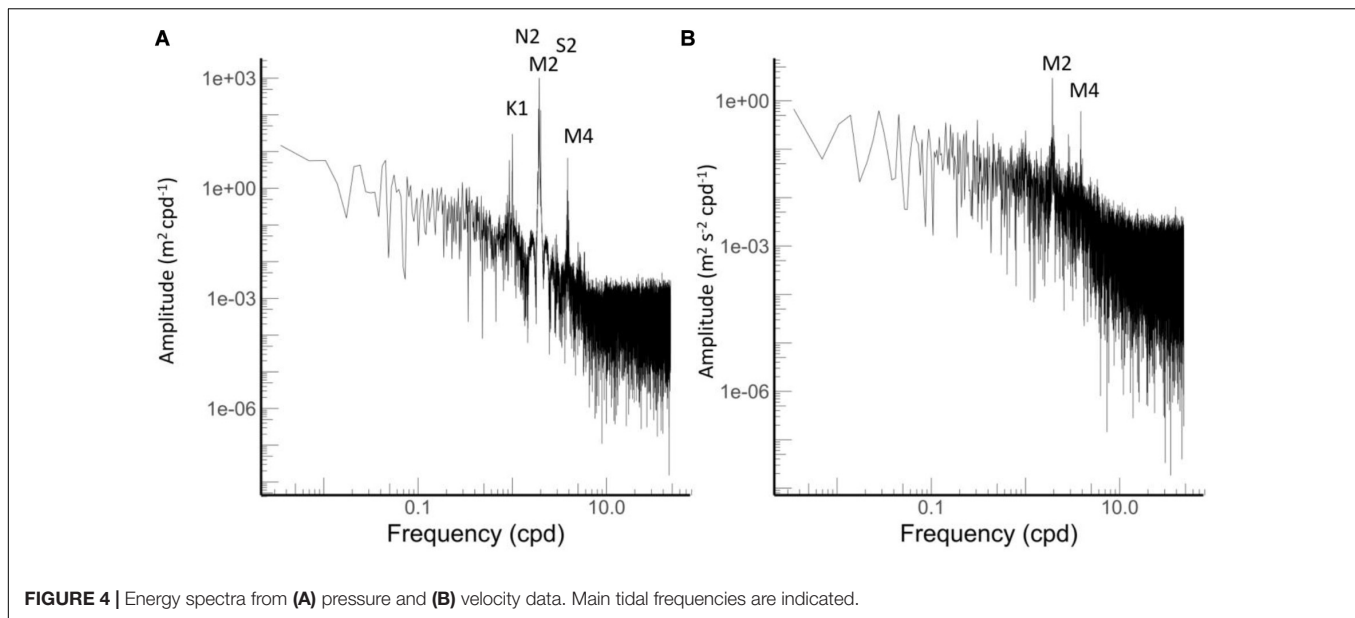 A
N2
S2
M2
K1
M4
1e+03
1e+00
1e-03
1e-06
Amplitude (m² cpd⁻¹)
0.1 10.0
Frequency (cpd)
B
M2
M4
1e+00
1e-03
1e-06
Amplitude (m² s⁻² cpd⁻¹)
0.1 10.0
Frequency (cpd)
FIGURE 4 | Energy spectra from (A) pressure and (B) velocity data. Main tidal frequencies are indicated.